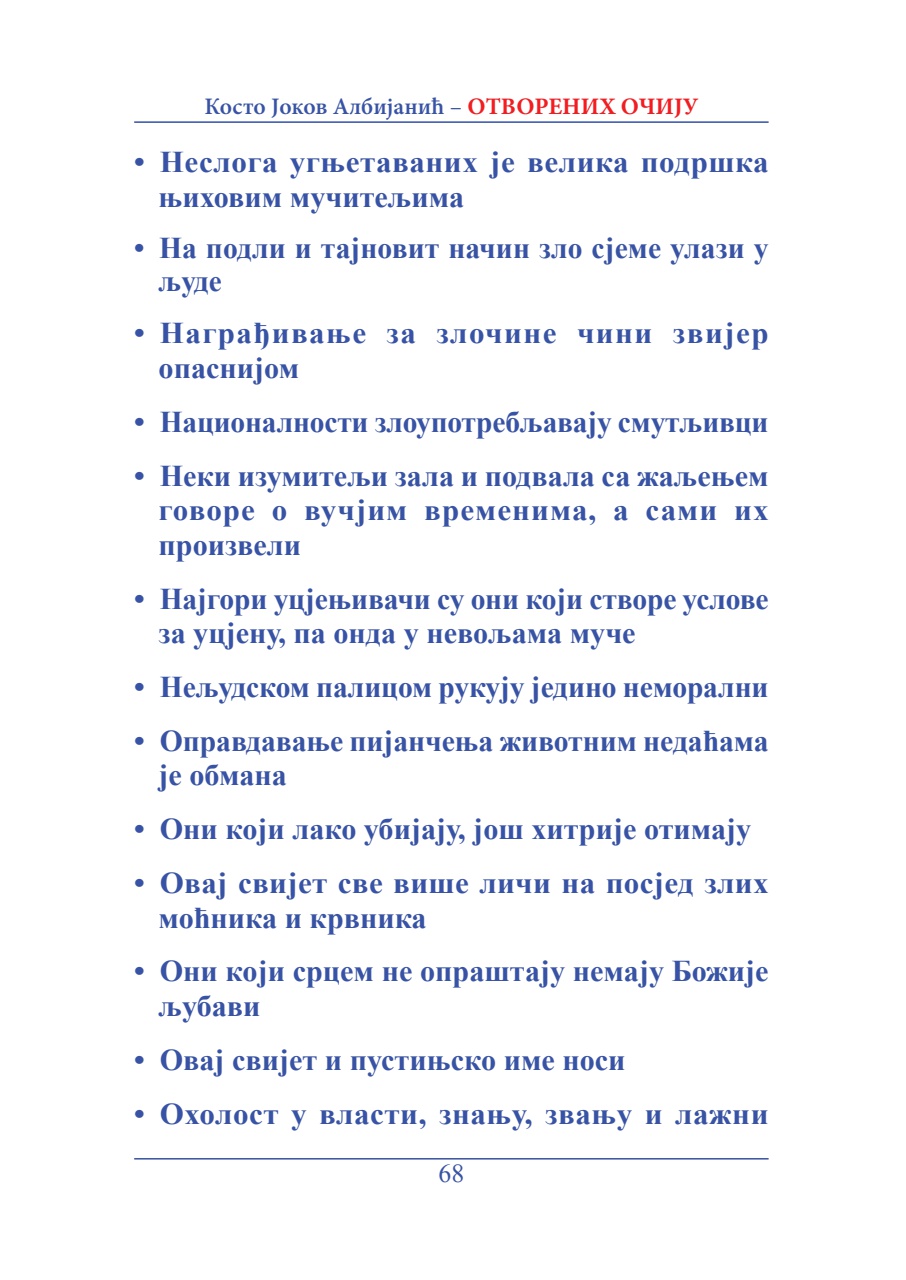 Косто Јоков Албијанић – ОТВОРЕНИХ ОЧИЈУ
• Неслога угњетаваних је велика подршка
њиховим мучитељима
• На подли и тајновит начин зло сјеме улази у
људе
• Награђивање за злочине чини звијер
опаснијом
• Националности злоупотребљавају смутљивци
• Неки изумитељи зала и подвала са жаљењем
говоре о вучјим временима, а сами их
произвели
• Најгори уцјењивачи су они који створе услове
за уцјену, па онда у невољама муче
• Нељудском палицом рукују једино неморални
• Оправдавање пијанчења животним недаћама
је обмана
• Они који лако убијају, још хитрије отимају
• Овај свијет све више личи на посјед злих
моћника и крвника
• Они који срцем не опраштају немају Божије
љубави
• Овај свијет и пустињско име носи
• Охолост у власти, знању, звању и лажни
68